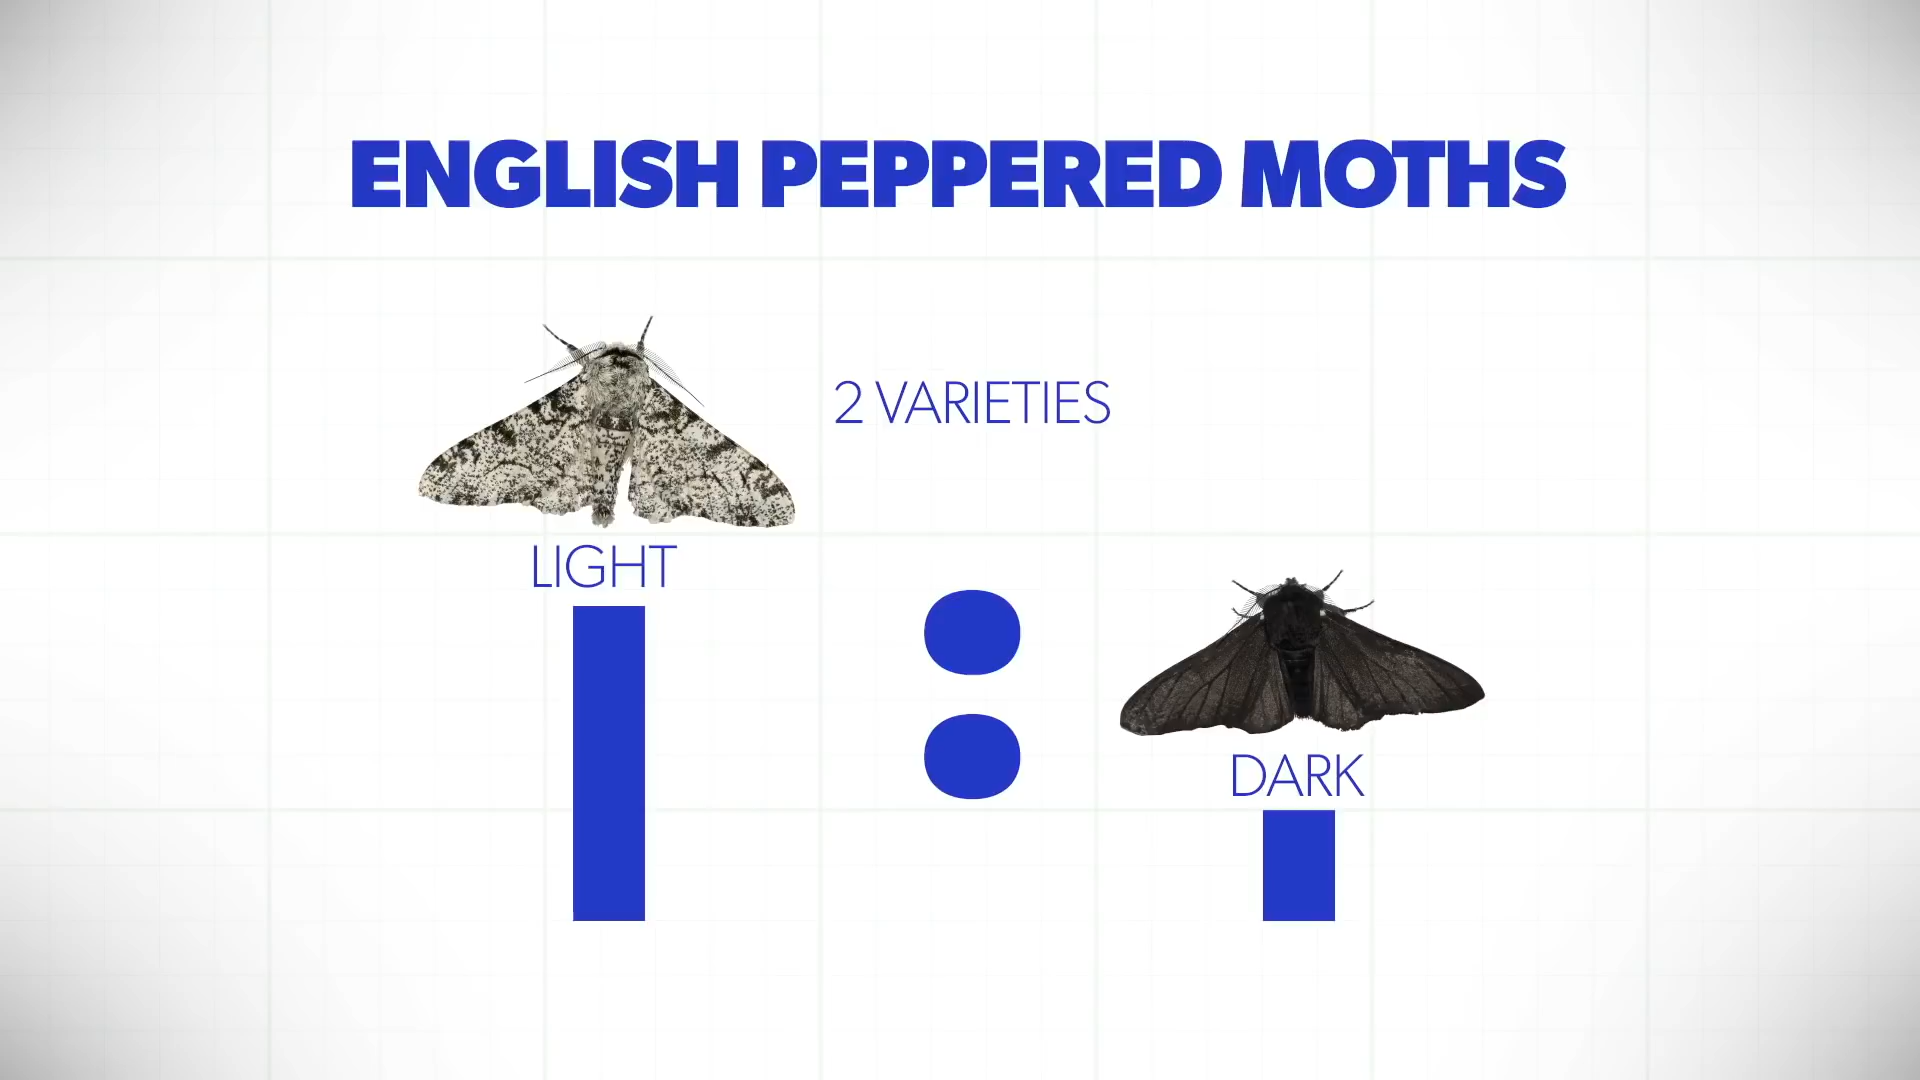 ENGLISH PEPPERED MOTHS
2 VARIETIES
LIGHT
:
DARK